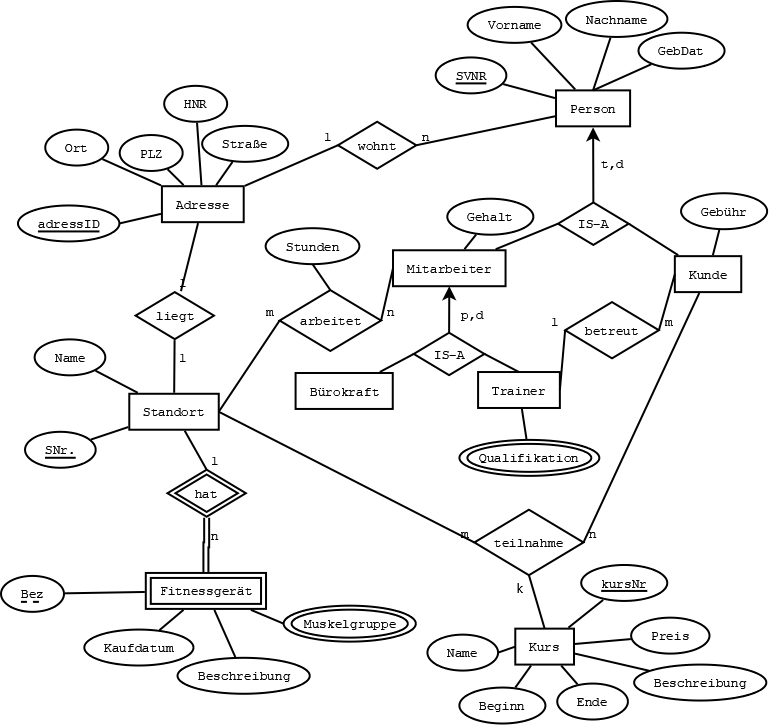 Vorname
Nachname
GebDat
SVNR
Person
HNR
Ort
PLZ
Straße
1
wohnt
n
t,d
adressID
Adresse
Gehalt
IS-A
Gebühr
Stunden
Mitarbeiter
Kunde
1
liegt
m
arbeitet
n
p,d
1
betreut
m
Name
1
IS-A
Bürokraft
Trainer
Standort
SNr.
Qualifikation
1
hat
n
m
teilnahme
n
Bez
Fitnessgerät
k
kursNr
Muskelgruppe
Kaufdatum
Beschreibung
Name
Kurs
Preis
Beschreibung
Beginn
Ende